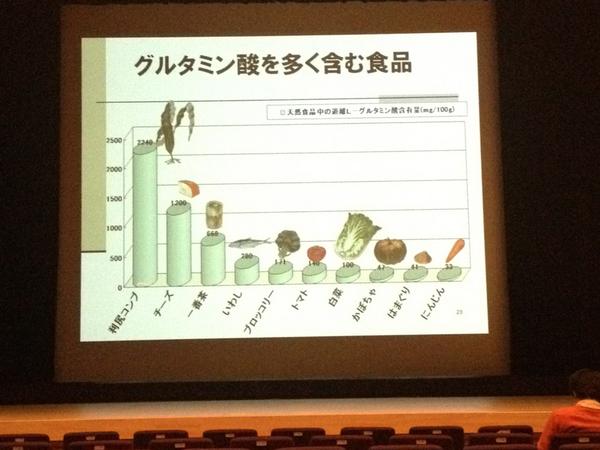 グルタミン酸を多く含む食品
□天然食品中の遊離L-グルタミン酸含有量(mg/100g)
2500
2000
1500
1000
500
0
2240
1200
668
280
171
140
100
47
41
33
利尻コンブ
チーズ
一番茶
いわし
ブロッコリー
トマト
白菜
かぼちゃ
はまぐり
にんじん